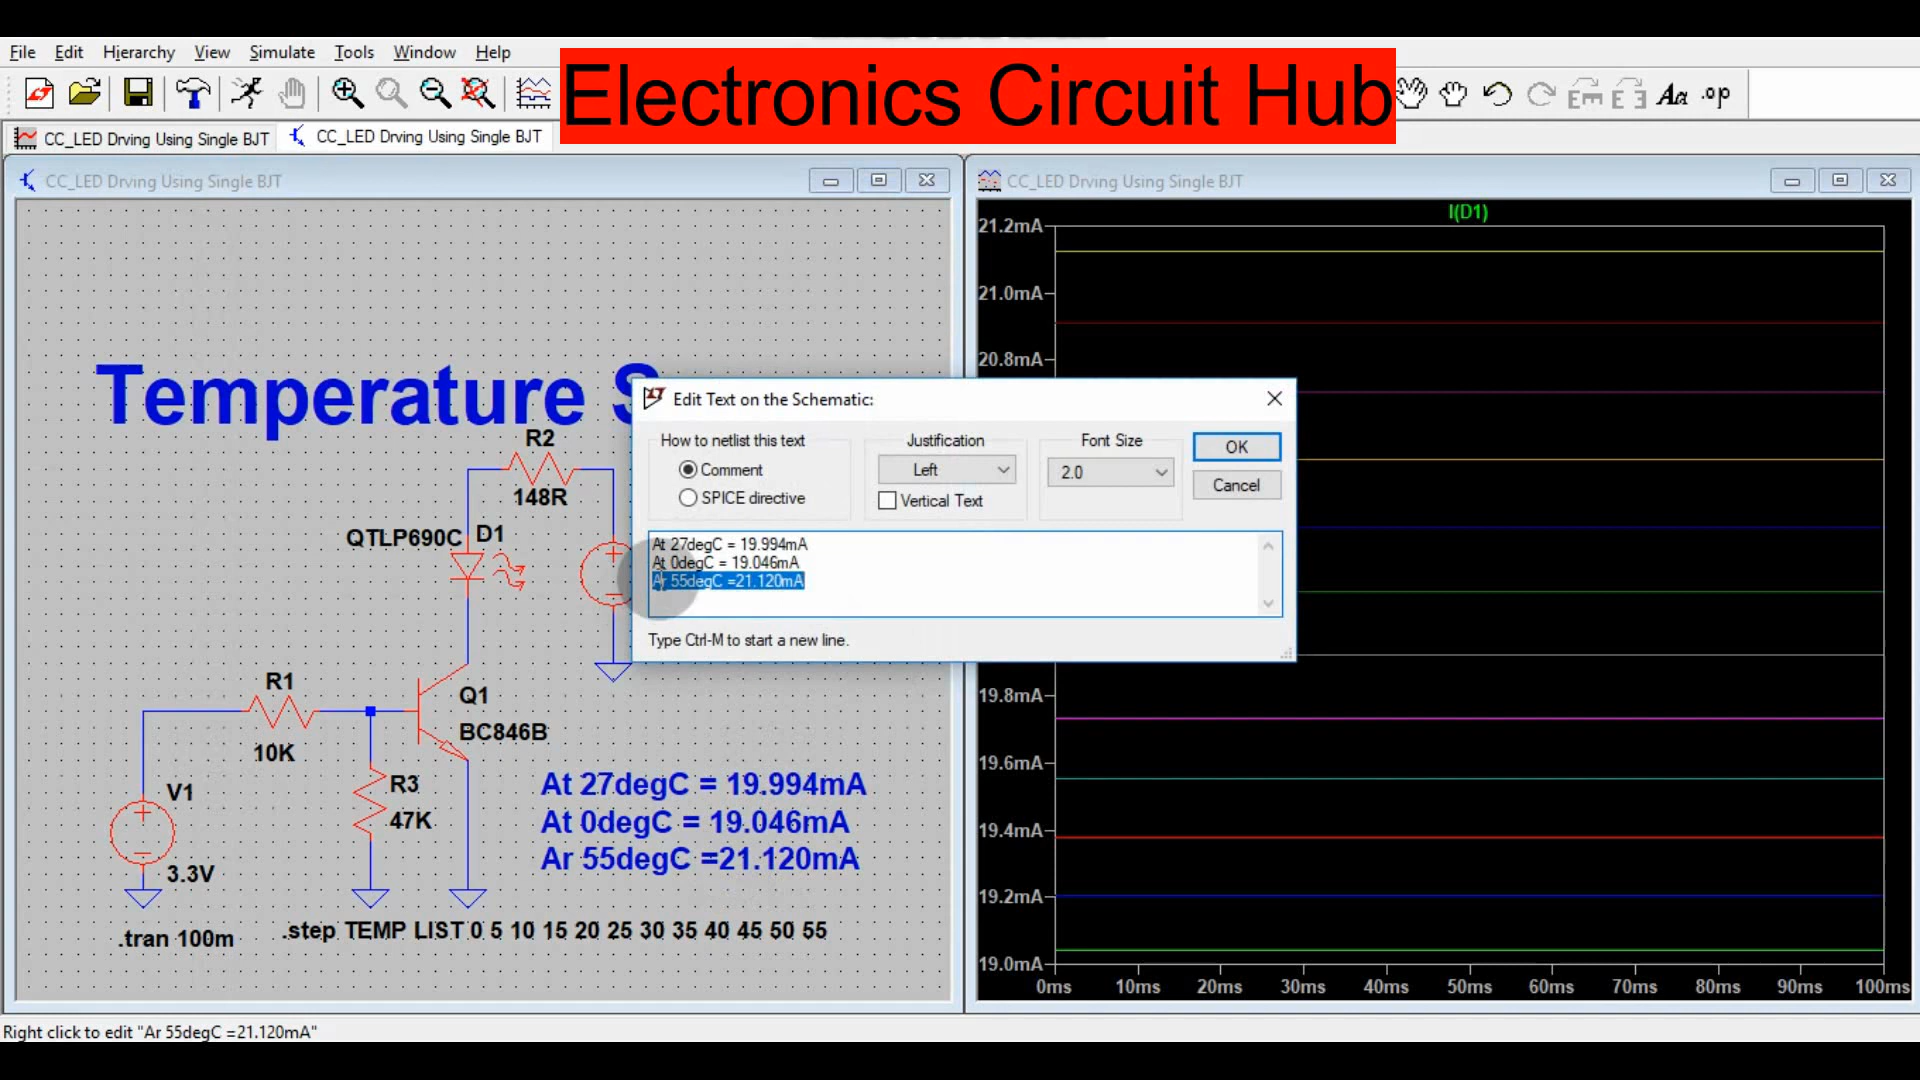 File Edit Hierarchy View Simulate Tools Window Help
Electronics Circuit Hub
Aa .op
CC_LED Drving Using Single BJT
CC_LED Drving Using Single BJT
CC_LED Drving Using Single BJT
Temperature S
R2
148R
QTLP690C D1
R1
10K
Q1
BC846B
V1
3.3V
R3
47K
At 27degC = 19.994mA
At 0degC = 19.046mA
Ar 55degC =21.120mA
.tran 100m
.step TEMP LIST 0 5 10 15 20 25 30 35 40 45 50 55
Edit Text on the Schematic:
How to netlist this text
Comment
SPICE directive
Justification
Left
Vertical Text
Font Size
2.0
OK
Cancel
At 27degC = 19.994mA
At 0degC = 19.046mA
Ar 55degC =21.120mA
Type Ctrl-M to start a new line.
CC_LED Drving Using Single BJT
I(D1)
21.2mA
21.0mA
20.8mA
19.8mA
19.6mA
19.4mA
19.2mA
19.0mA
0ms 10ms 20ms 30ms 40ms 50ms 60ms 70ms 80ms 90ms 100ms
Right click to edit "Ar 55degC =21.120mA"